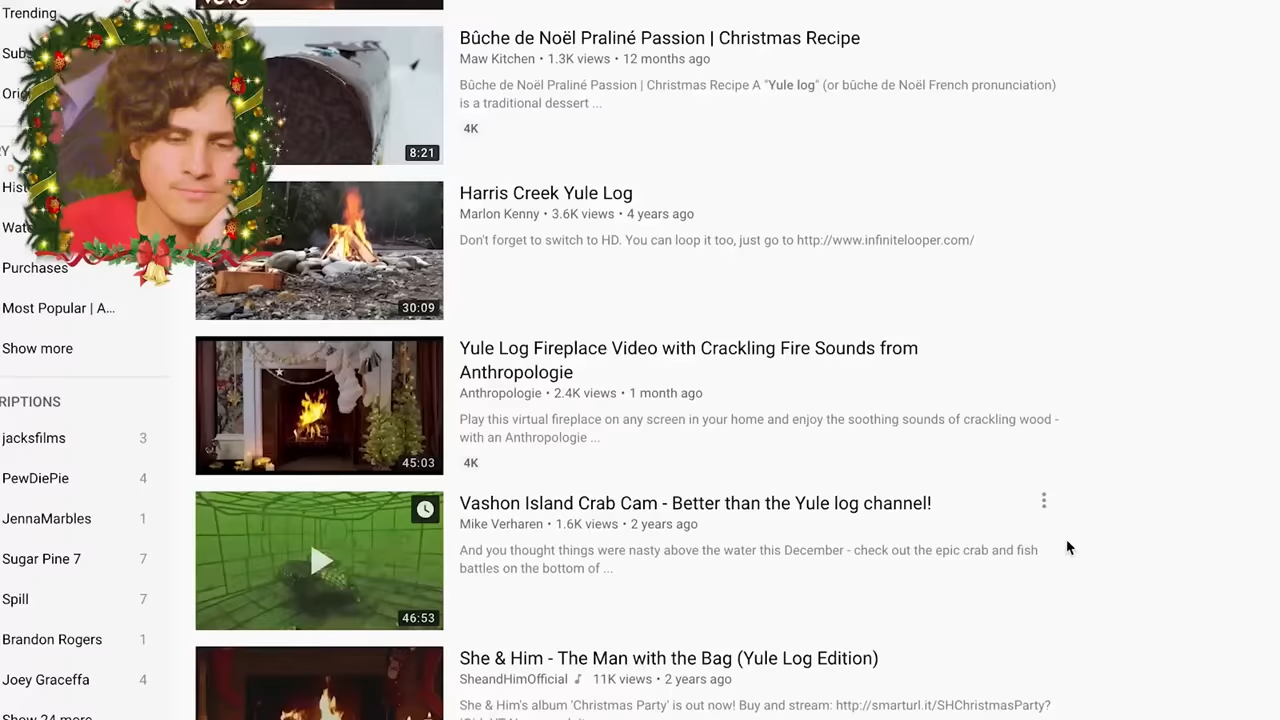 Trending
Sub
Orig
Y
Hist
Wat
Purchases
Most Popular | A...
Show more
RIPTIONS
jacksfilms 3
PewDiePie 4
JennaMarbles 1
Sugar Pine 7 7
Spill 7
Brandon Rogers 1
Joey Graceffa 4
Show 24 more
Bûche de Noël Praliné Passion | Christmas Recipe
Maw Kitchen • 1.3K views • 12 months ago
Bûche de Noël Praliné Passion | Christmas Recipe A "Yule log" (or bûche de Noël French pronunciation)
is a traditional dessert ...
4K
8:21
Harris Creek Yule Log
Marlon Kenny • 3.6K views • 4 years ago
Don't forget to switch to HD. You can loop it too, just go to http://www.infinitelooper.com/
30:09
Yule Log Fireplace Video with Crackling Fire Sounds from
Anthropologie
Anthropologie • 2.4K views • 1 month ago
Play this virtual fireplace on any screen in your home and enjoy the soothing sounds of crackling wood -
with an Anthropologie ...
4K
45:03
Vashon Island Crab Cam - Better than the Yule log channel!
Mike Verharen • 1.6K views • 2 years ago
And you thought things were nasty above the water this December - check out the epic crab and fish
battles on the bottom of ...
46:53
She & Him - The Man with the Bag (Yule Log Edition)
SheandHimOfficial 11K views • 2 years ago
She & Him's album 'Christmas Party' is out now! Buy and stream: http://smarturl.it/SHChristmasParty?